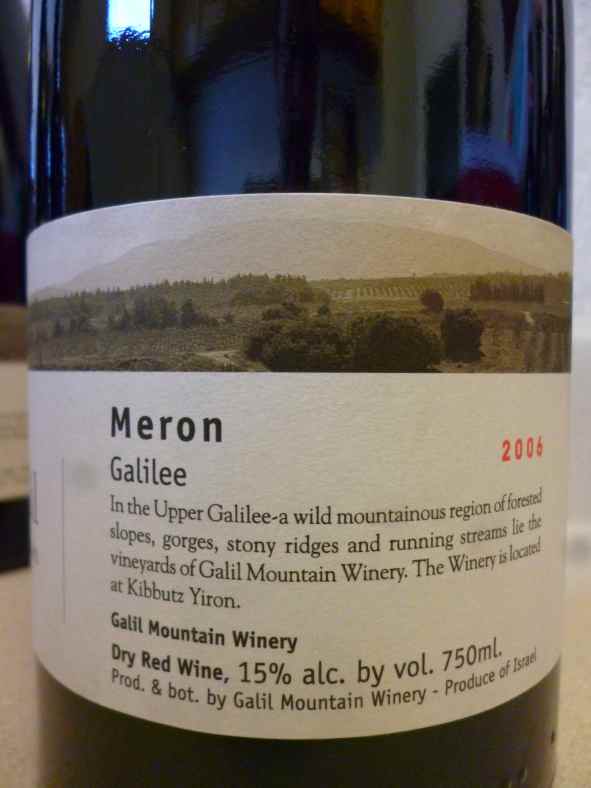 Meron
2006
Galilee
In the Upper Galilee-a wild mountainous region of forested
slopes, gorges, stony ridges and running streams lie the
vineyards of Galil Mountain Winery. The Winery is located
at Kibbutz Yiron.
Galil Mountain Winery
Dry Red Wine, 15% alc. by vol. 750ml.
Prod. & bot. by Galil Mountain Winery - Produce of Israel